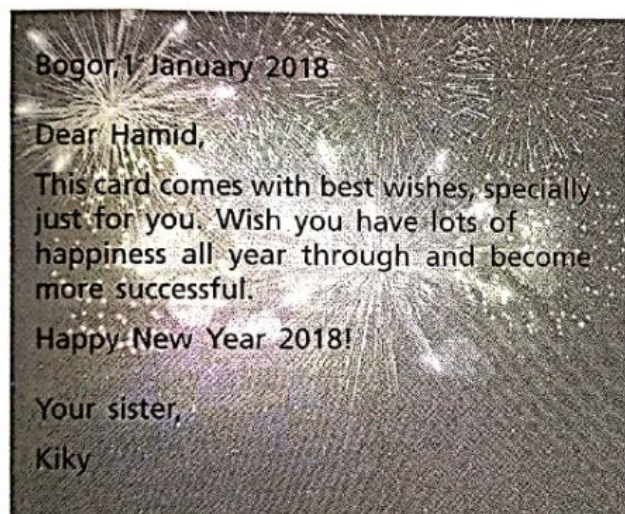 Bogor,1 January 2018
Dear Hamid,
This card comes with best wishes, specially
just for you. Wish you have lots of
happiness all year through and become
more successful.
Happy New Year 2018!
Your sister,
Kiky